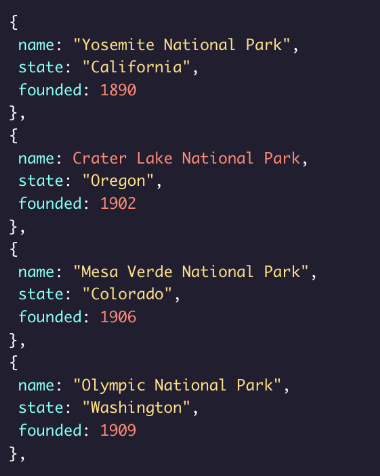 {
name: "Yosemite National Park",
state: "California",
founded: 1890
},
{
name: Crater Lake National Park,
state: "Oregon",
founded: 1902
},
{
name: "Mesa Verde National Park",
state: "Colorado",
founded: 1906
},
{
name: "Olympic National Park",
state: "Washington",
founded: 1909
},